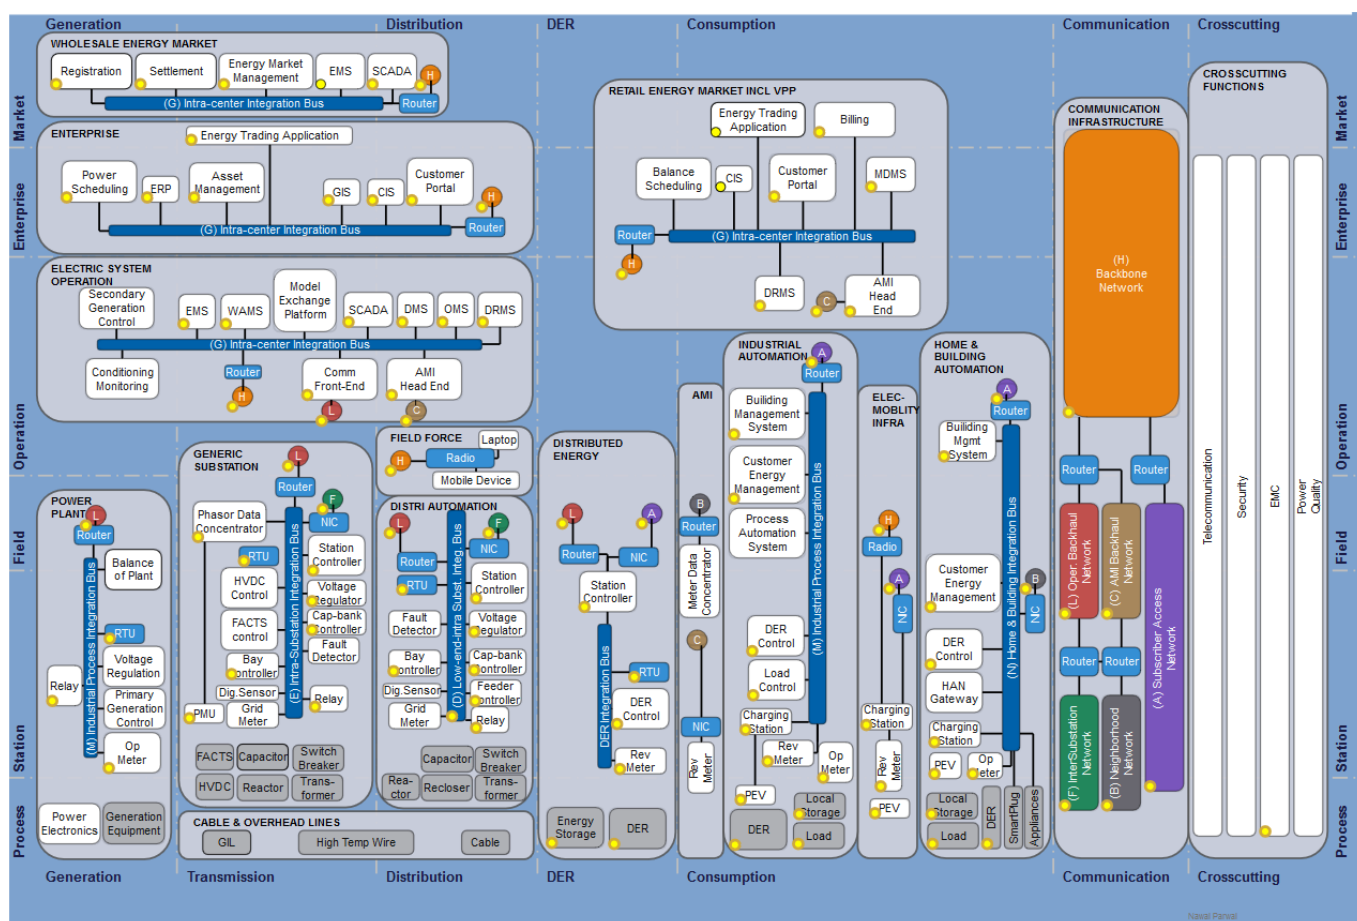 Generation
Distribution
DER
Consumption
Communication
Crosscutting
Market
Enterprise
Operation
Field
Station
Process
WHOLESALE ENERGY MARKET
Registration
Settlement
Energy Market
Management
EMS
SCADA
H
(G) Intra-center Integration Bus
Router
ENTERPRISE
Energy Trading Application
Power
Scheduling
ERP
Asset
Management
GIS
CIS
Customer
Portal
H
(G) Intra-center Integration Bus
Router
ELECTRIC SYSTEM
OPERATION
Secondary
Generation
Control
EMS
WAMS
Model
Exchange
Platform
SCADA
DMS
OMS
DRMS
(G) Intra-center Integration Bus
Conditioning
Monitoring
Router
H
Comm
Front-End
L
AMI
Head End
C
RETAIL ENERGY MARKET INCL VPP
Energy Trading
Application
Billing
Balance
Scheduling
CIS
Customer
Portal
MDMS
Router
(G) Intra-center Integration Bus
H
DRMS
C
AMI
Head
End
POWER
PLANT
L
Router
Balance
of Plant
(M) Industrial Process Integration Bus
RTU
Relay
Voltage
Regulation
Primary
Generation Control
Op
Meter
Power
Electronics
Generation
Equipment
GENERIC
SUBSTATION
L
Router
F
NIC
Phasor Data
Concentrator
RTU
Station
Controller
HVDC
Control
Voltage
Regulator
FACTS
control
Cap-bank
Controller
Fault
Detector
Bay
Controller
(E) Intra-Substation Integration Bus
Dig.Sensor
Relay
PMU
Grid
Meter
FACTS
Capacitor
Switch
Breaker
HVDC
Reactor
Trans-
former
CABLE & OVERHEAD LINES
GIL
High Temp Wire
Cable
FIELD FORCE
Laptop
H
Radio
Mobile Device
DISTRI AUTOMATION
L
Router
F
NIC
RTU
Station
Controller
Fault
Detector
Voltage
Regulator
Bay
Controller
Cap-bank
Controller
(D) Low-end-intra Subst. Integ. Bus
Dig.Sensor
Feeder
Controller
Grid
Meter
Relay
Capacitor
Switch
Breaker
Rea-
ctor
Recloser
Trans-
former
DISTRIBUTED
ENERGY
L
A
Router
NIC
Station
Controller
DER Integration Bus
RTU
DER
Control
Rev
Meter
Energy
Storage
DER
AMI
B
Router
Meter Data
Concentrator
C
NIC
Rev
Meter
INDUSTRIAL
AUTOMATION
A
Router
Buiilding
Management
System
Customer
Energy
Management
Process
Automation
System
(M) Industrial Process Integration Bus
DER
Control
Load
Control
Charging
Station
Rev
Meter
Op
Meter
PEV
Local
Storage
DER
Load
ELEC-
MOBLITY
INFRA
H
Radio
A
NIC
Charging
Station
Rev
Meter
PEV
HOME &
BUILDING
AUTOMATION
A
Router
Building
Mgmt
System
Customer
Energy
Management
B
NIC
(N) Home & Building Integration Bus
DER
Control
HAN
Gateway
Charging
Station
PEV
Op
Meter
Local
Storage
Load
DER
SmartPlug
Appliances
COMMUNICATION
INFRASTRUCTURE
(H)
Backbone
Network
Router
Router
(L) Oper. Backhaul
Network
(C) AMI Backhaul
Network
(A) Subscriber Access
Network
Router
Router
(F) InterSubstation
Network
(B) Neighborhood
Network
CROSSCUTTING
FUNCTIONS
Telecommunication
Security
EMC
Power
Quality
Market
Enterprise
Operation
Field
Station
Process
Generation
Transmission
Distribution
DER
Consumption
Communication
Crosscutting
Nawal Parwal